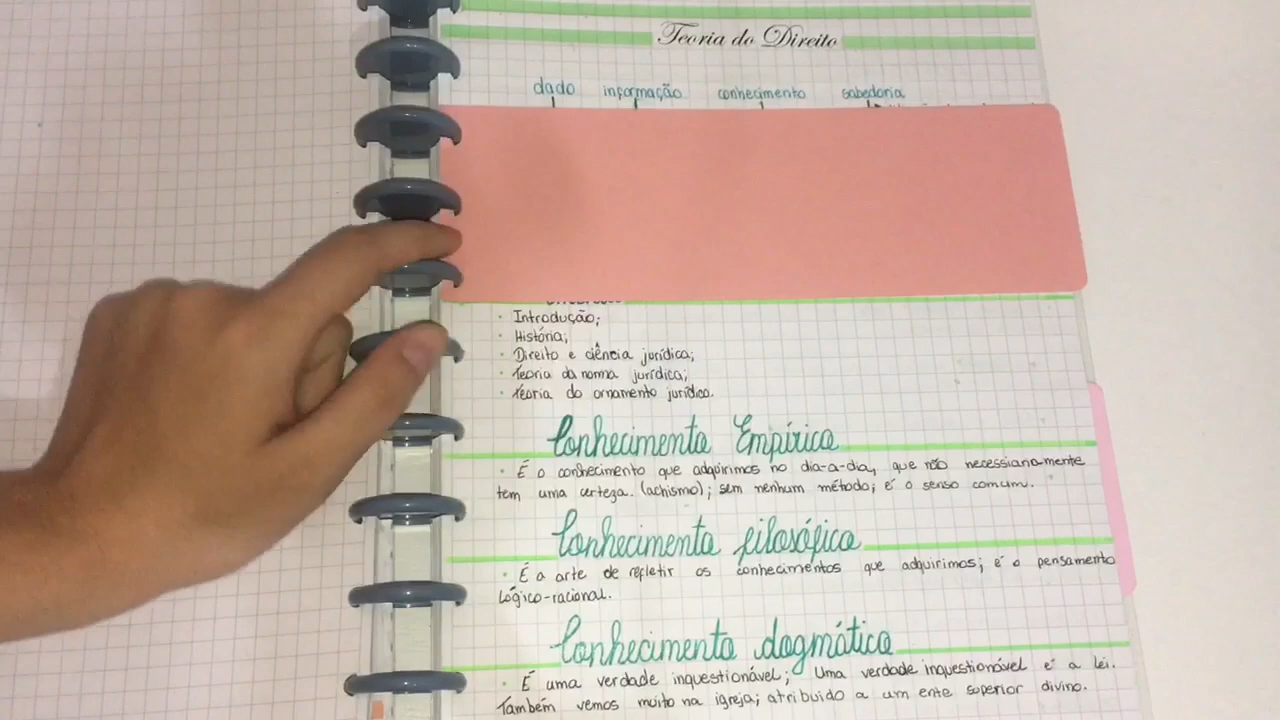 Teoria do Direito
dado informação conhecimento sabedoria
• Introdução;
• História;
• Direito e ciência jurídica;
• Teoria da norma jurídica;
• Teoria do ornamento jurídico.
Conhecimento Empírico
• É o conhecimento que adquirimos no dia-a-dia, que não necessiariamente
tem uma certeza. (achismo); sem nenhum método; é o senso comum.
Conhecimento filosófico
• É a arte de refletir os conhecimentos que adquirimos; é o pensamento
lógico-racional.
Conhecimento dogmático
• É uma verdade inquestionável; Uma verdade inquestionável é a lei.
Também vemos muito na igreja; atribuido a um ente superior divino.